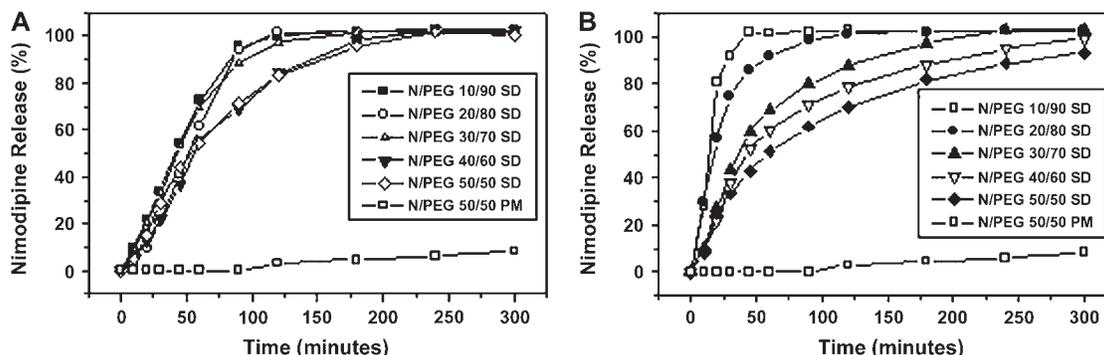 A
Nimodipine Release (%)
100
80
60
40
20
0
N/PEG 10/90 SD
N/PEG 20/80 SD
N/PEG 30/70 SD
N/PEG 40/60 SD
N/PEG 50/50 SD
N/PEG 50/50 PM
0 50 100 150 200 250 300
Time (minutes)
B
Nimodipine Release (%)
100
80
60
40
20
0
N/PEG 10/90 SD
N/PEG 20/80 SD
N/PEG 30/70 SD
N/PEG 40/60 SD
N/PEG 50/50 SD
N/PEG 50/50 PM
0 50 100 150 200 250 300
Time (minutes)